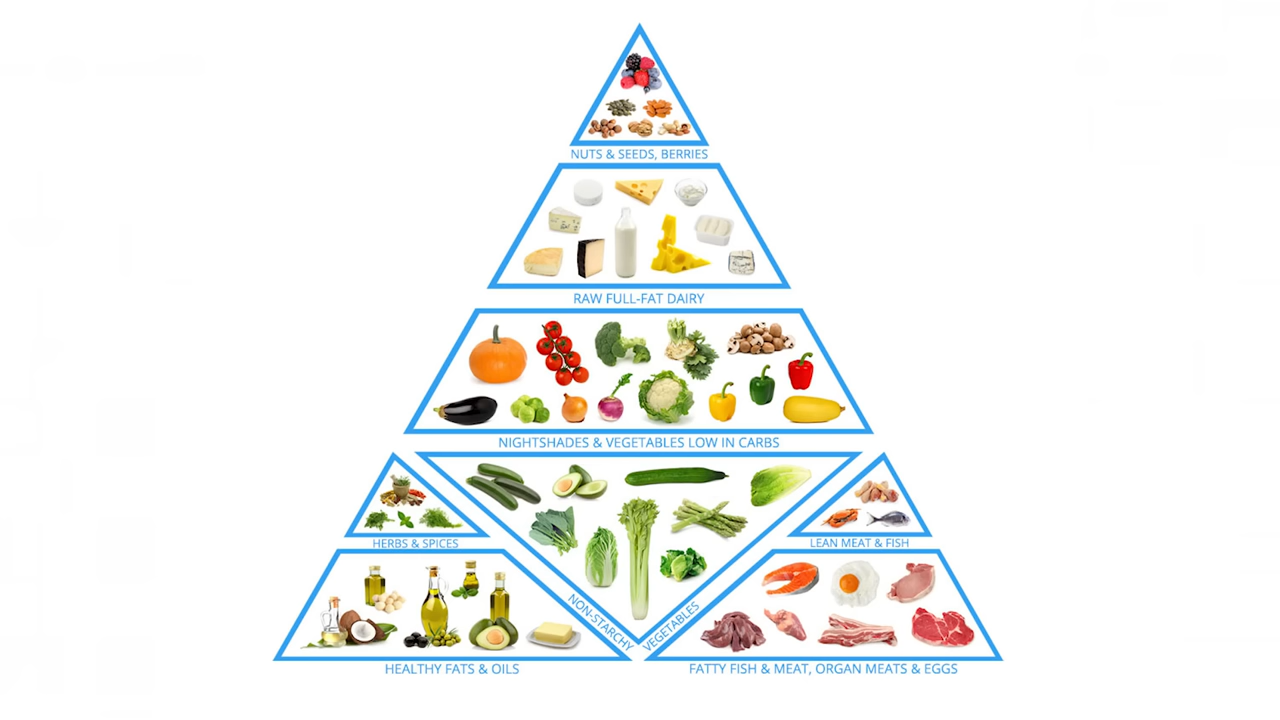 NUTS & SEEDS, BERRIES
RAW FULL-FAT DAIRY
NIGHTSHADES & VEGETABLES LOW IN CARBS
HERBS & SPICES
LEAN MEAT & FISH
NON-STARCHY VEGETABLES
HEALTHY FATS & OILS
FATTY FISH & MEAT, ORGAN MEATS & EGGS